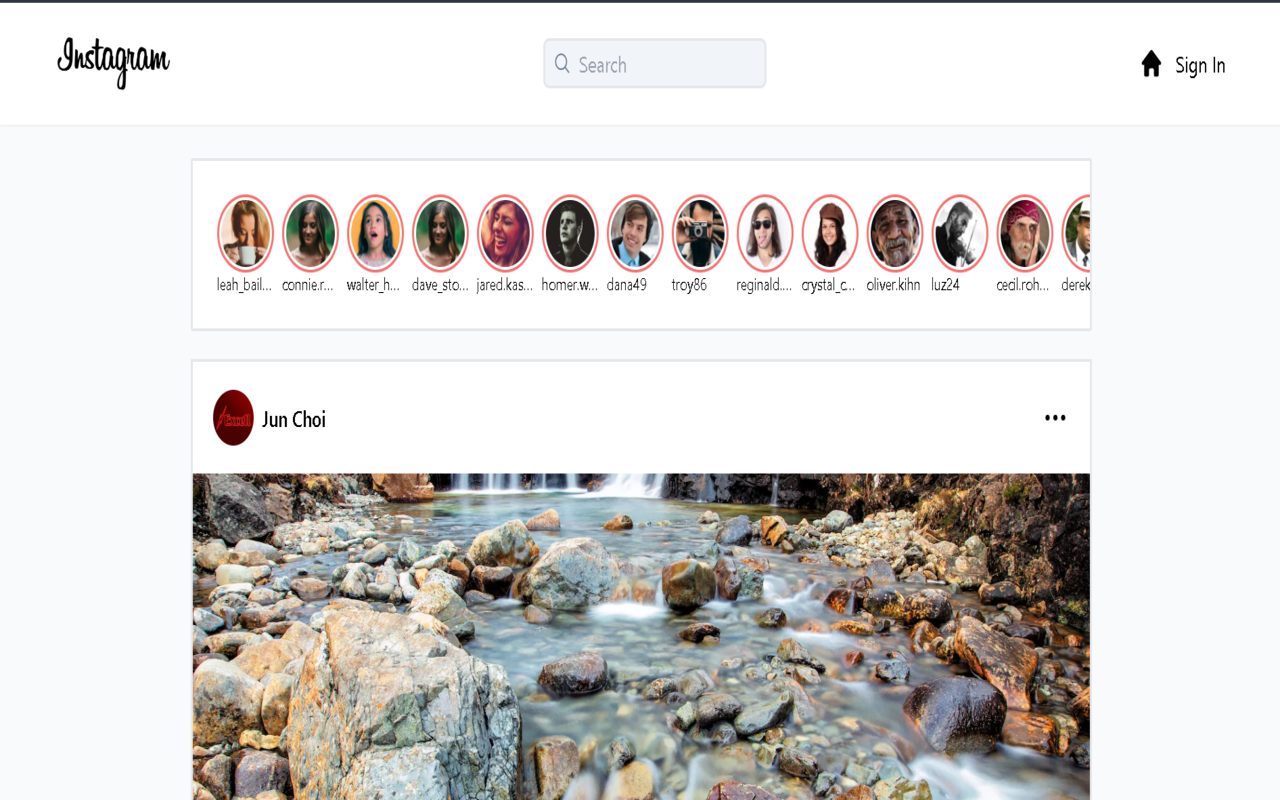 Instagram
Search
Sign In
leah_bail...
connie.r...
walter_h...
dave_sto...
jared.kas...
homer.w...
dana49
troy86
reginald....
crystal_c...
oliver.kihn
luz24
cecil.roh...
derek
Excell
Jun Choi